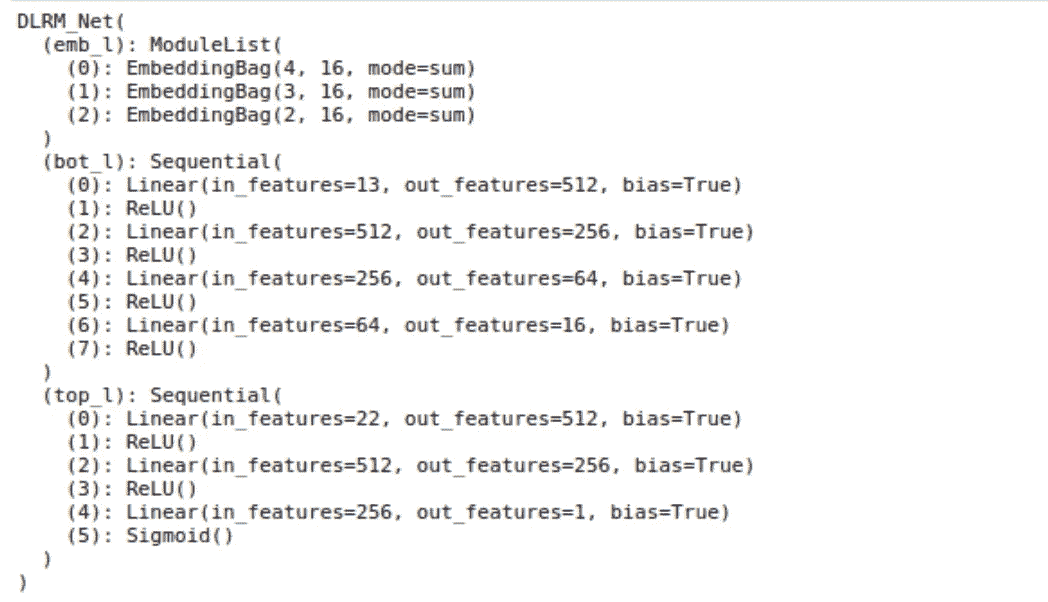 DLRM_Net(
  (emb_l): ModuleList(
    (0): EmbeddingBag(4, 16, mode=sum)
    (1): EmbeddingBag(3, 16, mode=sum)
    (2): EmbeddingBag(2, 16, mode=sum)
  )
  (bot_l): Sequential(
    (0): Linear(in_features=13, out_features=512, bias=True)
    (1): ReLU()
    (2): Linear(in_features=512, out_features=256, bias=True)
    (3): ReLU()
    (4): Linear(in_features=256, out_features=64, bias=True)
    (5): ReLU()
    (6): Linear(in_features=64, out_features=16, bias=True)
    (7): ReLU()
  )
  (top_l): Sequential(
    (0): Linear(in_features=22, out_features=512, bias=True)
    (1): ReLU()
    (2): Linear(in_features=512, out_features=256, bias=True)
    (3): ReLU()
    (4): Linear(in_features=256, out_features=1, bias=True)
    (5): Sigmoid()
  )
)